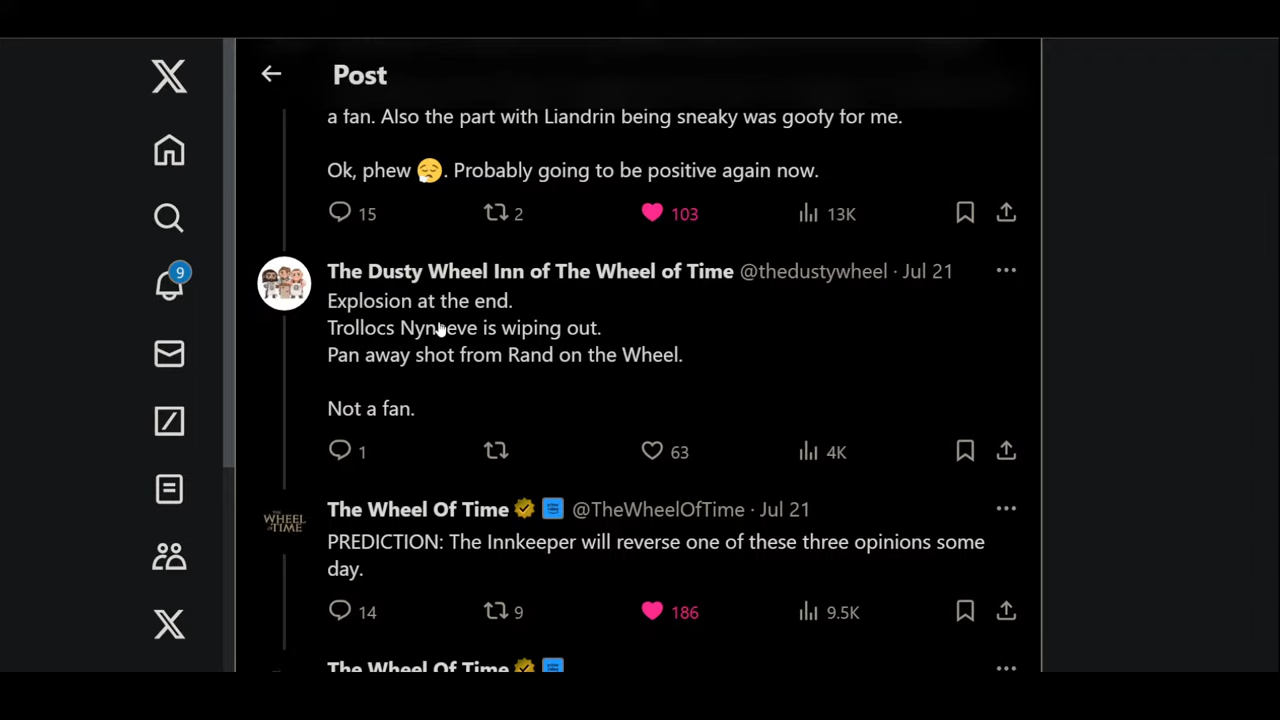 Post
a fan. Also the part with Liandrin being sneaky was goofy for me.
Ok, phew 😮‍💨. Probably going to be positive again now.
15 2 103 13K
9
The Dusty Wheel Inn of The Wheel of Time @thedustywheel · Jul 21
Explosion at the end.
Trollocs Nynaeve is wiping out.
Pan away shot from Rand on the Wheel.
Not a fan.
1 63 4K
THE WHEEL OF TIME
The Wheel Of Time @TheWheelOfTime · Jul 21
PREDICTION: The Innkeeper will reverse one of these three opinions some
day.
14 9 186 9.5K
The Wheel Of Time